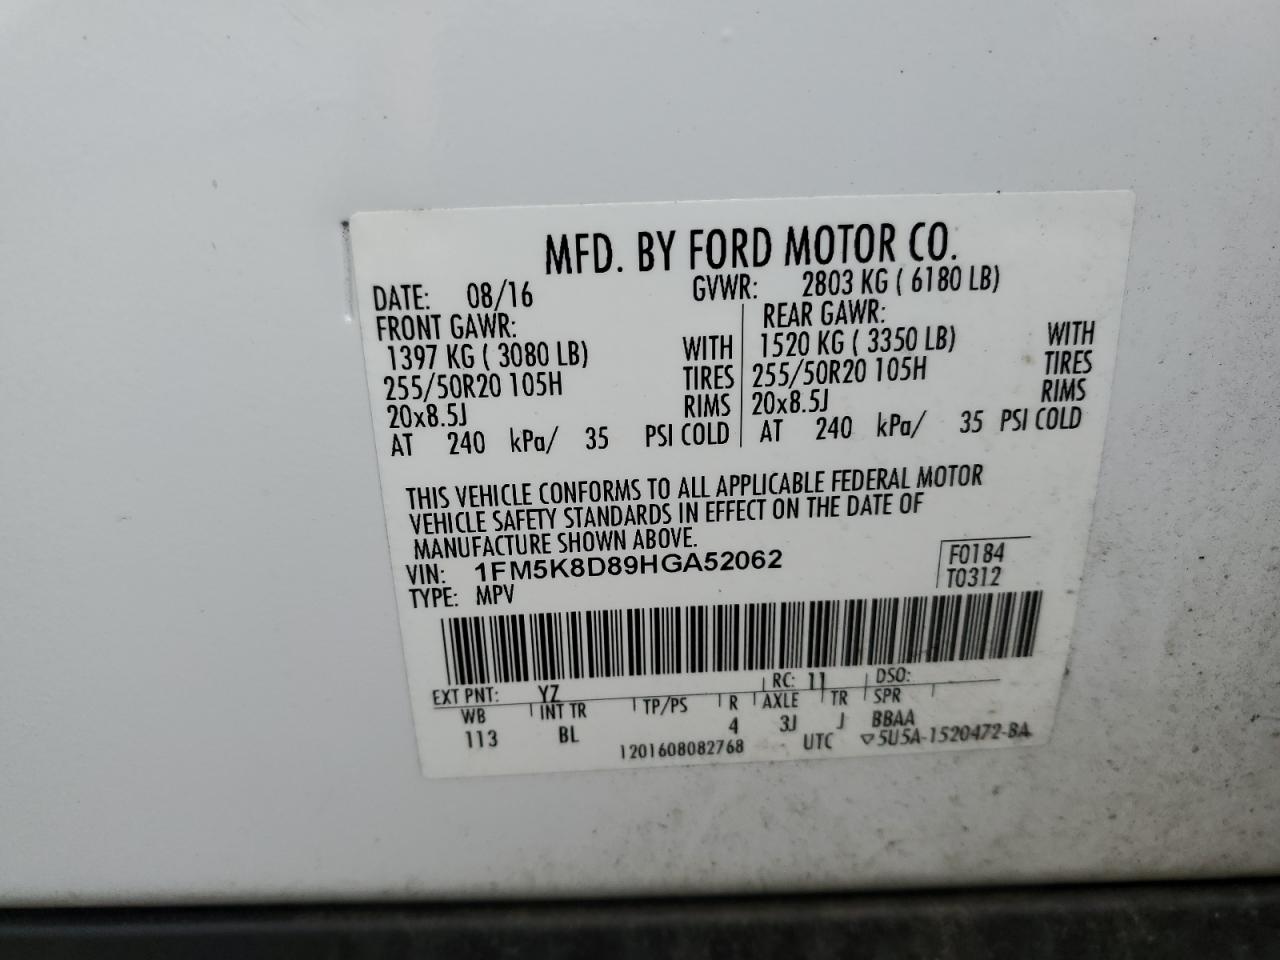 MFD. BY FORD MOTOR CO.
DATE: 08/16 GVWR: 2803 KG ( 6180 LB)
FRONT GAWR: REAR GAWR:
1397 KG ( 3080 LB) WITH 1520 KG ( 3350 LB) WITH
255/50R20 105H TIRES 255/50R20 105H TIRES
20x8.5J RIMS 20x8.5J RIMS
AT 240 kPa/ 35 PSI COLD AT 240 kPa/ 35 PSI COLD
THIS VEHICLE CONFORMS TO ALL APPLICABLE FEDERAL MOTOR
VEHICLE SAFETY STANDARDS IN EFFECT ON THE DATE OF
MANUFACTURE SHOWN ABOVE.
VIN: 1FM5K8D89HGA52062 F0184
TYPE: MPV T0312
EXT PNT: YZ RC: 11 DSO:
WB INT TR TP/PS R AXLE TR SPR
113 BL 4 3J J BBAA
1201608082768 UTC ▽5U5A-1520472-BA